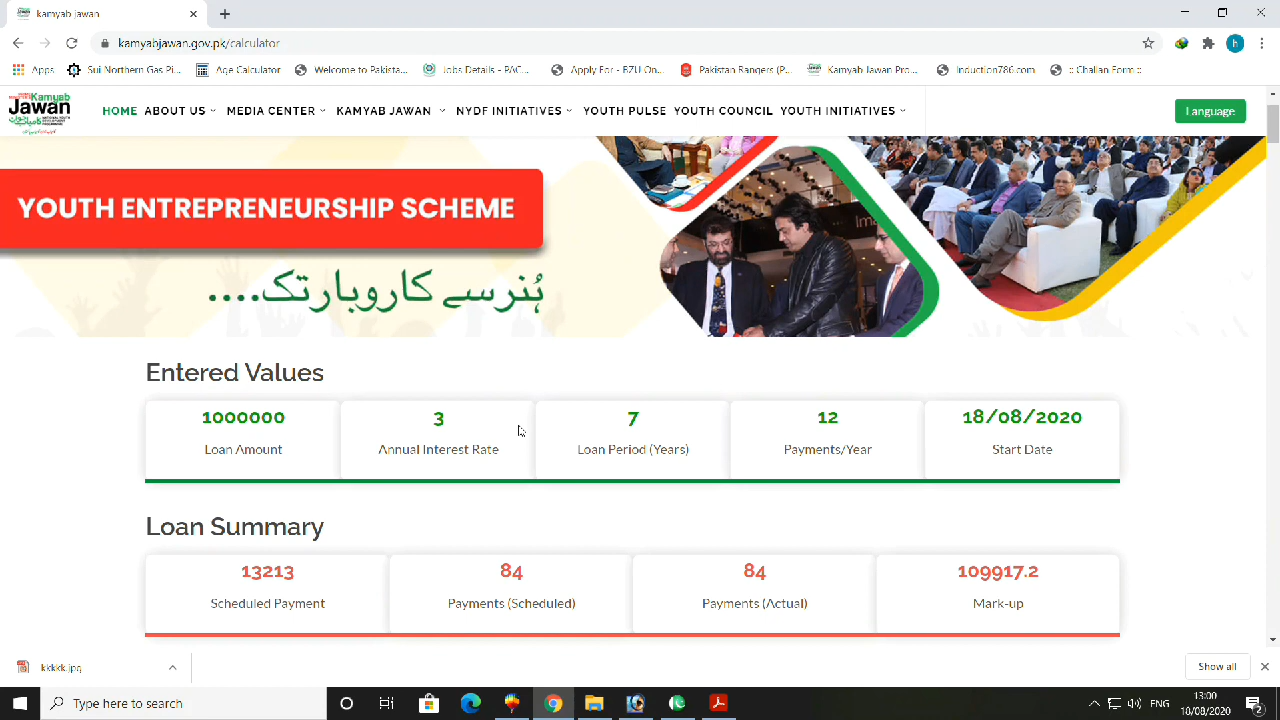 kamyab jawan
kamyabjawan.gov.pk/calculator
h
Apps Sui Northern Gas Pi... Age Calculator Welcome to Pakista... Job Details - PAC... Apply For - BZU On... Pakistan Rangers (P... Kamyab Jawan Pro... Induction786.com :: Challan Form ::
Kamyab
Jawan
HOME ABOUT US MEDIA CENTER KAMYAB JAWAN NYDF INITIATIVES YOUTH PULSE YOUTH COUNCIL YOUTH INITIATIVES Language
YOUTH ENTREPRENEURSHIP SCHEME
ہُنر سے کاروبار تک....
Entered Values
1000000 3 7 12 18/08/2020
Loan Amount Annual Interest Rate Loan Period (Years) Payments/Year Start Date
Loan Summary
13213 84 84 109917.2
Scheduled Payment Payments (Scheduled) Payments (Actual) Mark-up
kkkkk.jpg Show all
Type here to search ENG 13:00
18/08/2020 2